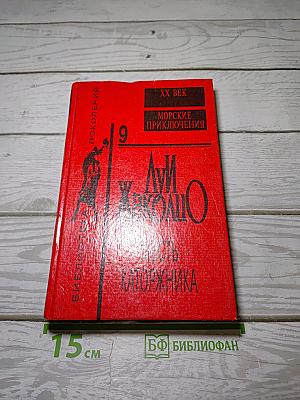 XX ВЕК
МОРСКИЕ
ПРИКЛЮЧЕНИЯ
БИБЛИОТЕКА ПОКОЛЕНИЯ
9
ЛУИ
ЖАКОЛИО
МЕСТЬ
КАТОРЖНИКА
15 см
БФ БИБЛИОФАН